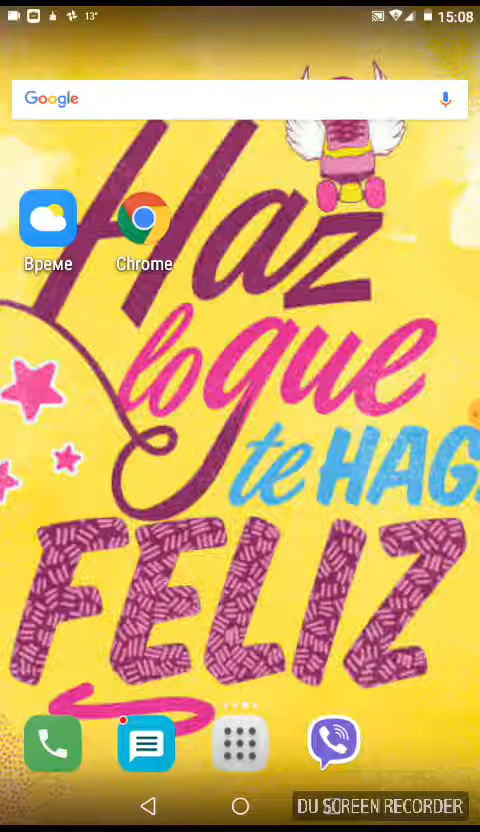 13°
15:08
Google
Време
Chrome
Haz
lo que
te HAG
FELIZ
DU SCREEN RECORDER